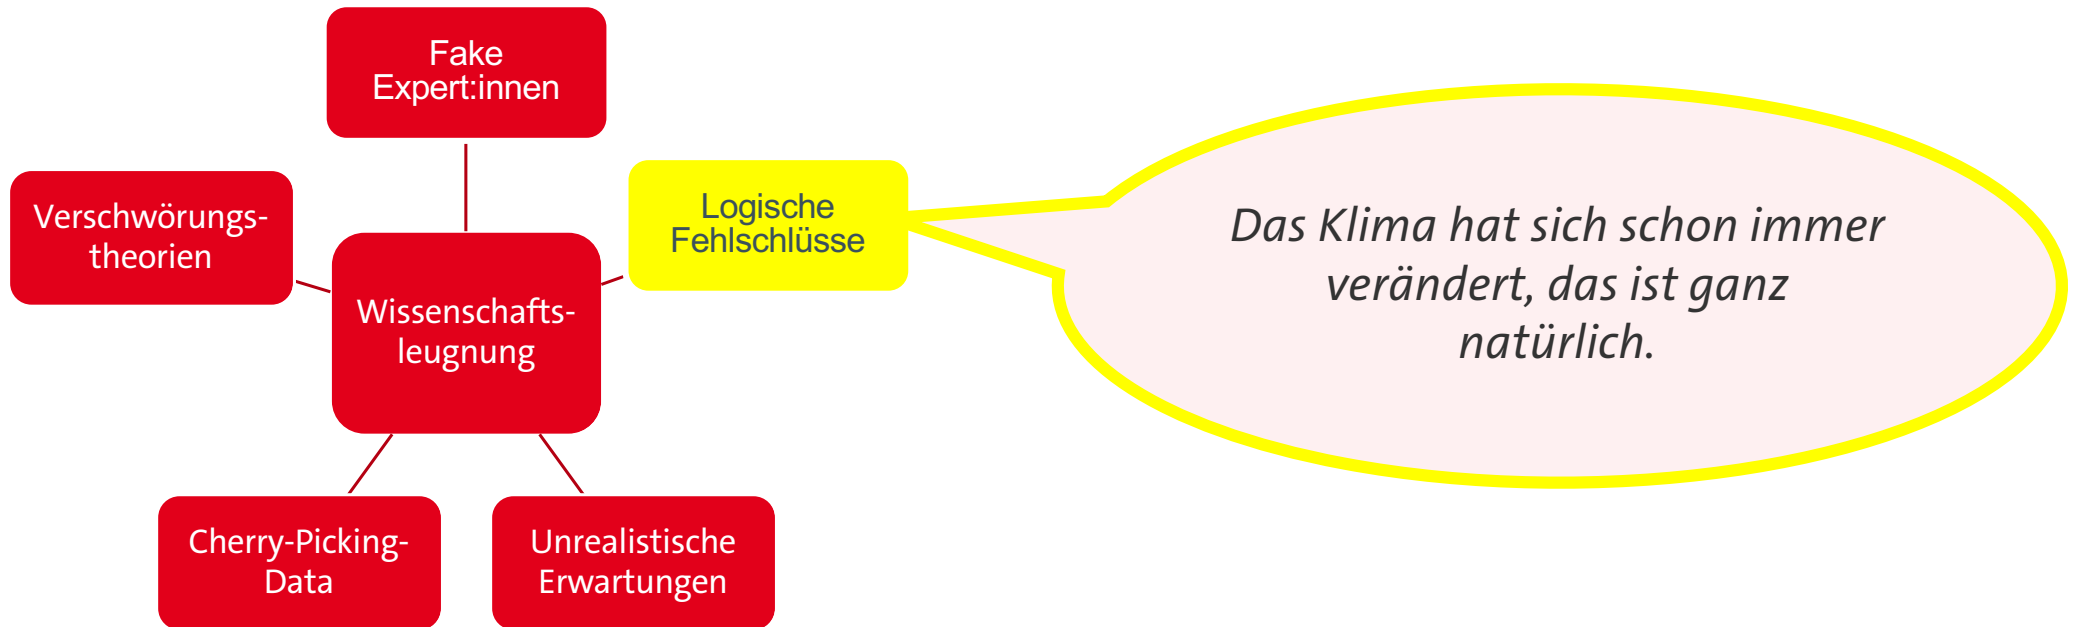 Fake
Expert:innen
Verschwörungs-
theorien
Logische
Fehlschlüsse
Wissenschafts-
leugnung
Cherry-Picking-
Data
Unrealistische
Erwartungen
Das Klima hat sich schon immer
verändert, das ist ganz
natürlich.